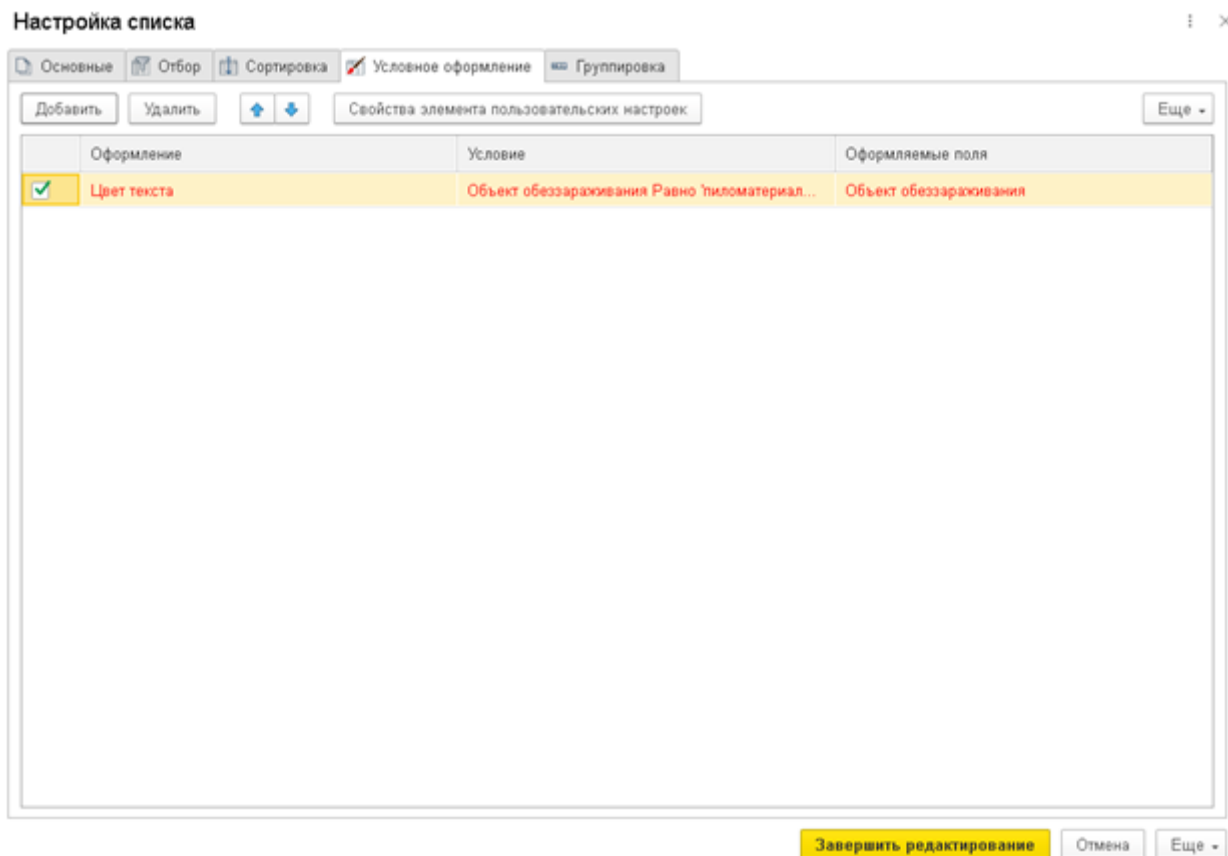 Настройка списка
Основные Отбор Сортировка Условное оформление Группировка
Добавить Удалить Свойства элемента пользовательских настроек Еще
Оформление Условие Оформляемые поля
Цвет текста Объект обеззараживания Равно 'пиломатериал... Объект обеззараживания
Завершить редактирование Отмена Еще